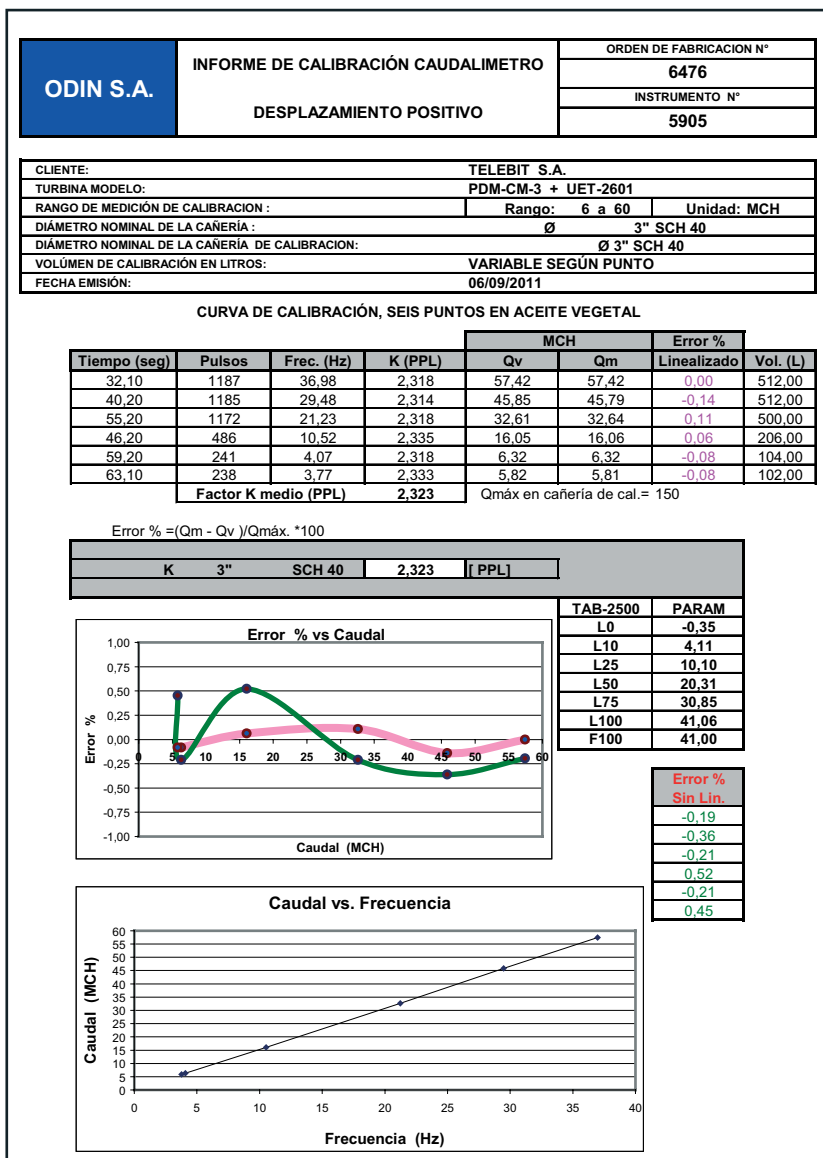 ODIN S.A.
INFORME DE CALIBRACIÓN CAUDALIMETRO
DESPLAZAMIENTO POSITIVO
ORDEN DE FABRICACION N°
6476
INSTRUMENTO N°
5905
CLIENTE: TELEBIT S.A.
TURBINA MODELO: PDM-CM-3 + UET-2601
RANGO DE MEDICIÓN DE CALIBRACION : Rango: 6 a 60 Unidad: MCH
DIÁMETRO NOMINAL DE LA CAÑERÍA : Ø 3" SCH 40
DIÁMETRO NOMINAL DE LA CAÑERÍA DE CALIBRACION: Ø 3" SCH 40
VOLÚMEN DE CALIBRACIÓN EN LITROS: VARIABLE SEGÚN PUNTO
FECHA EMISIÓN: 06/09/2011
CURVA DE CALIBRACIÓN, SEIS PUNTOS EN ACEITE VEGETAL
MCH Error %
Tiempo (seg) Pulsos Frec. (Hz) K (PPL) Qv Qm Linealizado Vol. (L)
32,10 1187 36,98 2,318 57,42 57,42 0,00 512,00
40,20 1185 29,48 2,314 45,85 45,79 -0,14 512,00
55,20 1172 21,23 2,318 32,61 32,64 0,11 500,00
46,20 486 10,52 2,335 16,05 16,06 0,06 206,00
59,20 241 4,07 2,318 6,32 6,32 -0,08 104,00
63,10 238 3,77 2,333 5,82 5,81 -0,08 102,00
Factor K medio (PPL) 2,323 Qmáx en cañería de cal.= 150
Error % =(Qm - Qv )/Qmáx. *100
K 3" SCH 40 2,323 [ PPL]
TAB-2500 PARAM
L0 -0,35
L10 4,11
L25 10,10
L50 20,31
L75 30,85
L100 41,06
F100 41,00
Error % vs Caudal
Error %
1,00
0,75
0,50
0,25
0,00
-0,25
-0,50
-0,75
-1,00
0 5 10 15 20 25 30 35 40 45 50 55 60
Caudal (MCH)
Error %
Sin Lin.
-0,19
-0,36
-0,21
0,52
-0,21
0,45
Caudal vs. Frecuencia
Caudal (MCH)
60
55
50
45
40
35
30
25
20
15
10
5
0
0 5 10 15 20 25 30 35 40
Frecuencia (Hz)